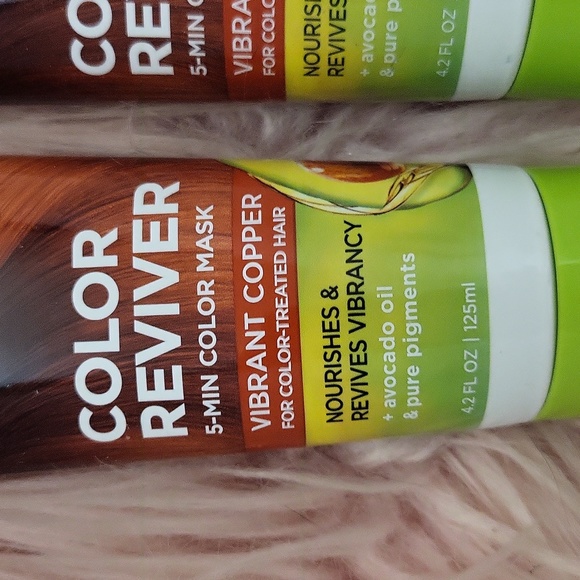 CO
RE
5-MIN C
VIBRA
FOR COLO
NOURIS
REVIVES
+ avocad
& pure p
4.2 FL OZ
COLOR
REVIVER
5-MIN COLOR MASK
VIBRANT COPPER
FOR COLOR-TREATED HAIR
NOURISHES &
REVIVES VIBRANCY
+ avocado oil
& pure pigments
4.2 FL OZ | 125ml